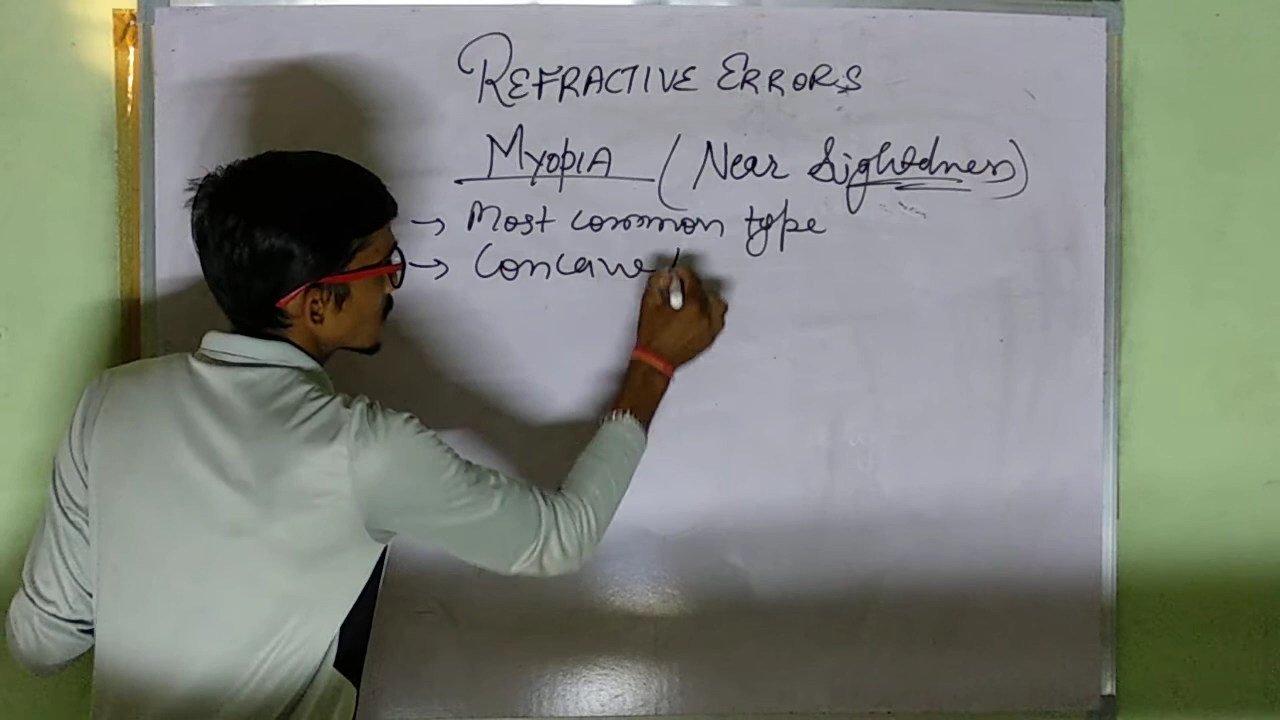 REFRACTIVE ERRORS
MYOPIA (Near Sightedness)
→ Most common type
→ Concave